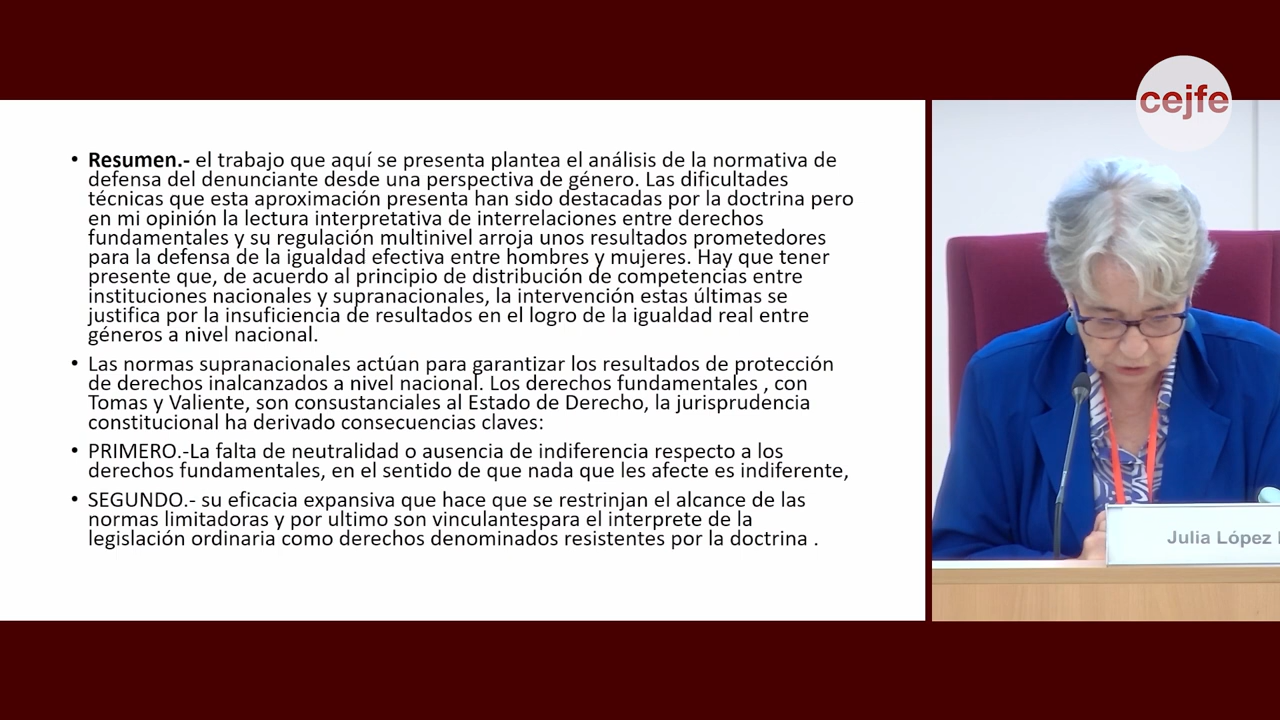 cejfe
• Resumen.- el trabajo que aquí se presenta plantea el análisis de la normativa de
defensa del denunciante desde una perspectiva de género. Las dificultades
técnicas que esta aproximación presenta han sido destacadas por la doctrina pero
en mi opinión la lectura interpretativa de interrelaciones entre derechos
fundamentales y su regulación multinivel arroja unos resultados prometedores
para la defensa de la igualdad efectiva entre hombres y mujeres. Hay que tener
presente que, de acuerdo al principio de distribución de competencias entre
instituciones nacionales y supranacionales, la intervención estas últimas se
justifica por la insuficiencia de resultados en el logro de la igualdad real entre
géneros a nivel nacional.
• Las normas supranacionales actúan para garantizar los resultados de protección
de derechos inalcanzados a nivel nacional. Los derechos fundamentales , con
Tomas y Valiente, son consustanciales al Estado de Derecho, la jurisprudencia
constitucional ha derivado consecuencias claves:
• PRIMERO.-La falta de neutralidad o ausencia de indiferencia respecto a los
derechos fundamentales, en el sentido de que nada que les afecte es indiferente,
• SEGUNDO.- su eficacia expansiva que hace que se restrinjan el alcance de las
normas limitadoras y por ultimo son vinculantespara el interprete de la
legislación ordinaria como derechos denominados resistentes por la doctrina .
Julia López